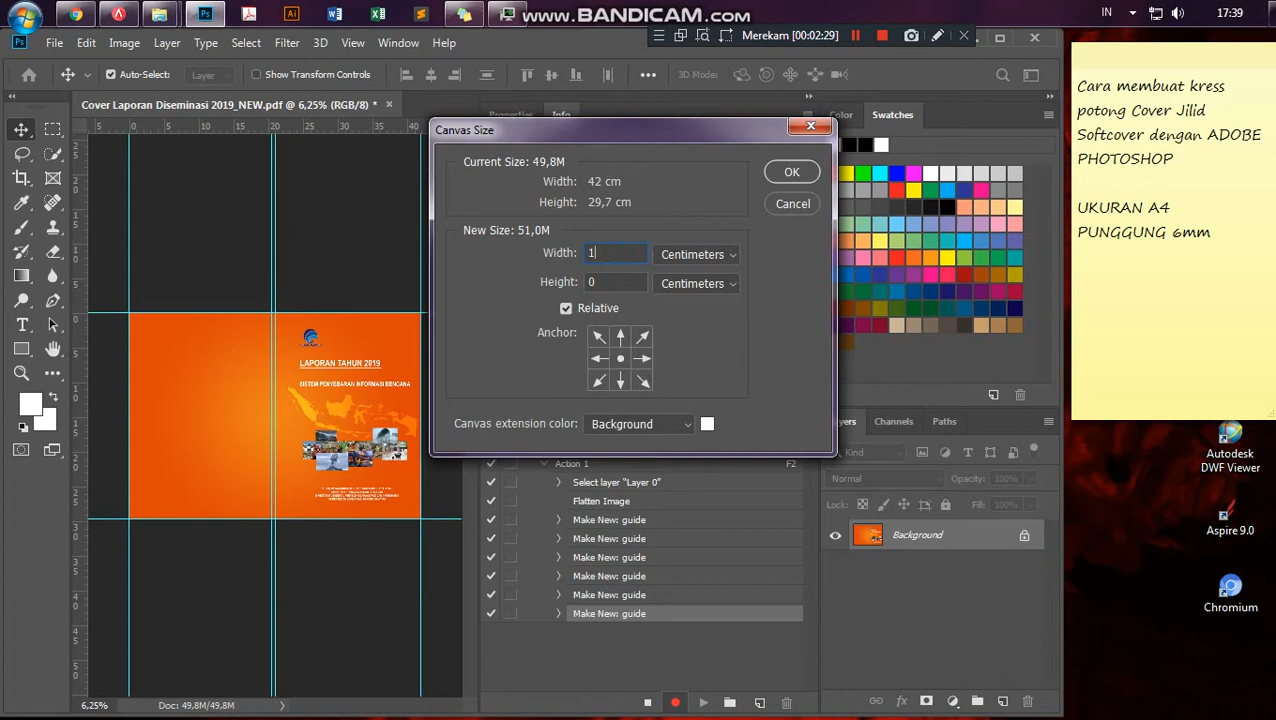 www.BANDICAM.com
IN
17:39
Merekam [00:02:29]
File Edit Image Layer Type Select Filter 3D View Window Help
Auto-Select: Layer
Show Transform Controls
3D Mode:
Cover Laporan Diseminasi 2019_NEW.pdf @ 6,25% (RGB/8) *
Properties Info
Color Swatches
Canvas Size
Current Size: 49,8M
Width: 42 cm
Height: 29,7 cm
OK
Cancel
New Size: 51,0M
Width: 1 Centimeters
Height: 0 Centimeters
Relative
Anchor:
Canvas extension color: Background
LAPORAN TAHUN 2019
SISTEM PENYEBARAN INFORMASI BENCANA
Action 1 F2
Select layer "Layer 0"
Flatten Image
Make New: guide
Make New: guide
Make New: guide
Make New: guide
Make New: guide
Make New: guide
ayers Channels Paths
Kind
Normal Opacity: 100%
Lock: Fill: 100%
Background
6,25% Doc: 49,8M/49,8M
Cara membuat kress
potong Cover Jilid
Softcover dengan ADOBE
PHOTOSHOP
UKURAN A4
PUNGGUNG 6mm
Autodesk
DWF Viewer
Aspire 9.0
Chromium